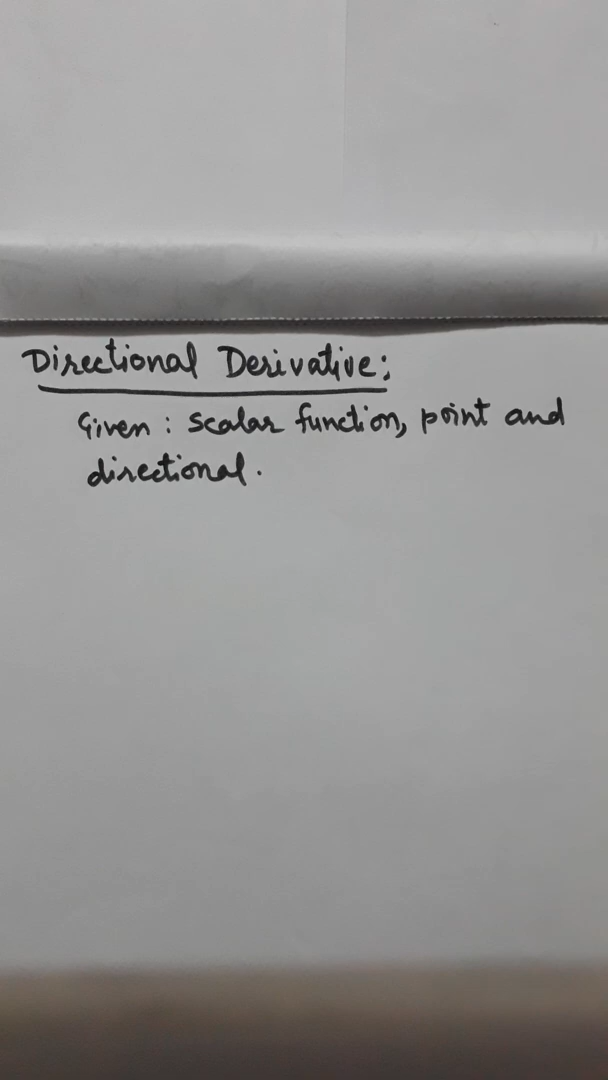 Directional Derivative:
Given : scalar function, point and
directional.